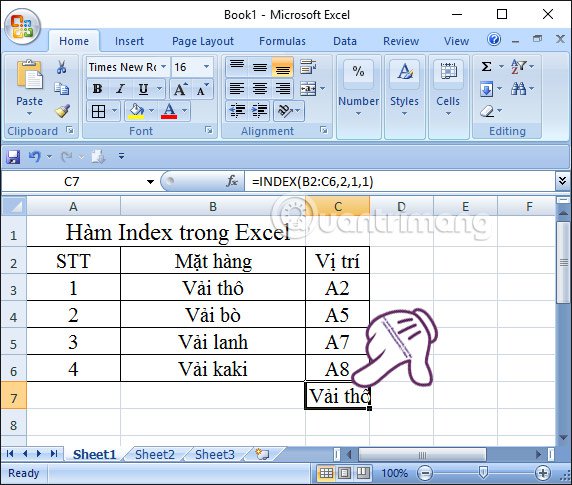 Book1 - Microsoft Excel
Home Insert Page Layout Formulas Data Review View
Paste
Times New Ro 16
B I U A A
A
%
Number
A
Styles
Cells
Σ
Clipboard Font Alignment Editing
C7 fx =INDEX(B2:C6,2,1,1)
A B C D E F
1 Hàm Index trong Excel
2 STT Mặt hàng Vị trí
3 1 Vải thô A2
4 2 Vải bò A5
5 3 Vải lanh A7
6 4 Vải kaki A8
7 Vải thô
8
Quantrimang
Sheet1 Sheet2 Sheet3
Ready 100%